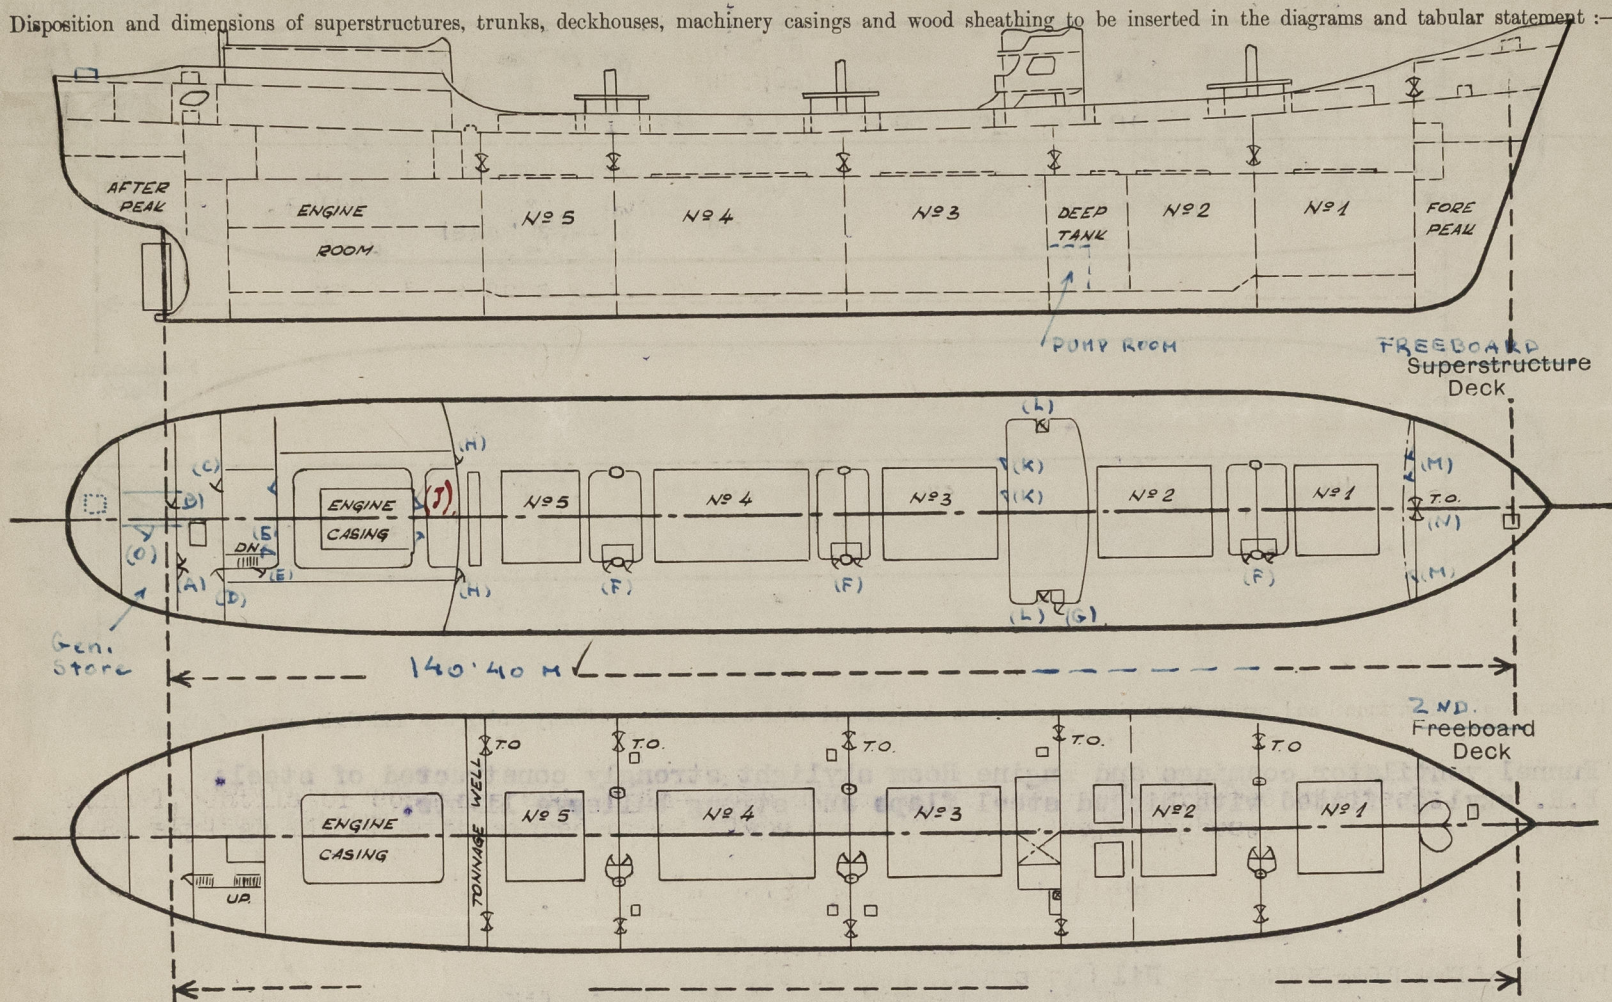 Disposition and dimensions of superstructures, trunks, deckhouses, machinery casings and wood sheathing to be inserted in the diagrams and tabular statement :—
AFTER
PEAK
ENGINE
ROOM
Nº 5
Nº 4
Nº 3
DEEP
TANK
Nº 2
Nº 1
FORE
PEAK
PUMP ROOM
FREEBOARD
Superstructure
Deck
(L)
(H)
(C)
(K)
(M)
(B)
ENGINE
CASING
(J)
Nº 5
Nº 4
Nº 3
(K)
Nº 2
Nº 1
T.O.
(N)
(O)
(E)
DN
(E)
(A)
(D)
(H)
(F)
(F)
(L)
(G)
(F)
(M)
Gen.
Store
140·40 M
2ND.
Freeboard
Deck
T.O
T.O.
T.O.
T.O.
T.O
TONNAGE WELL
ENGINE
CASING
Nº 5
Nº 4
Nº 3
Nº 2
Nº 1
UP.